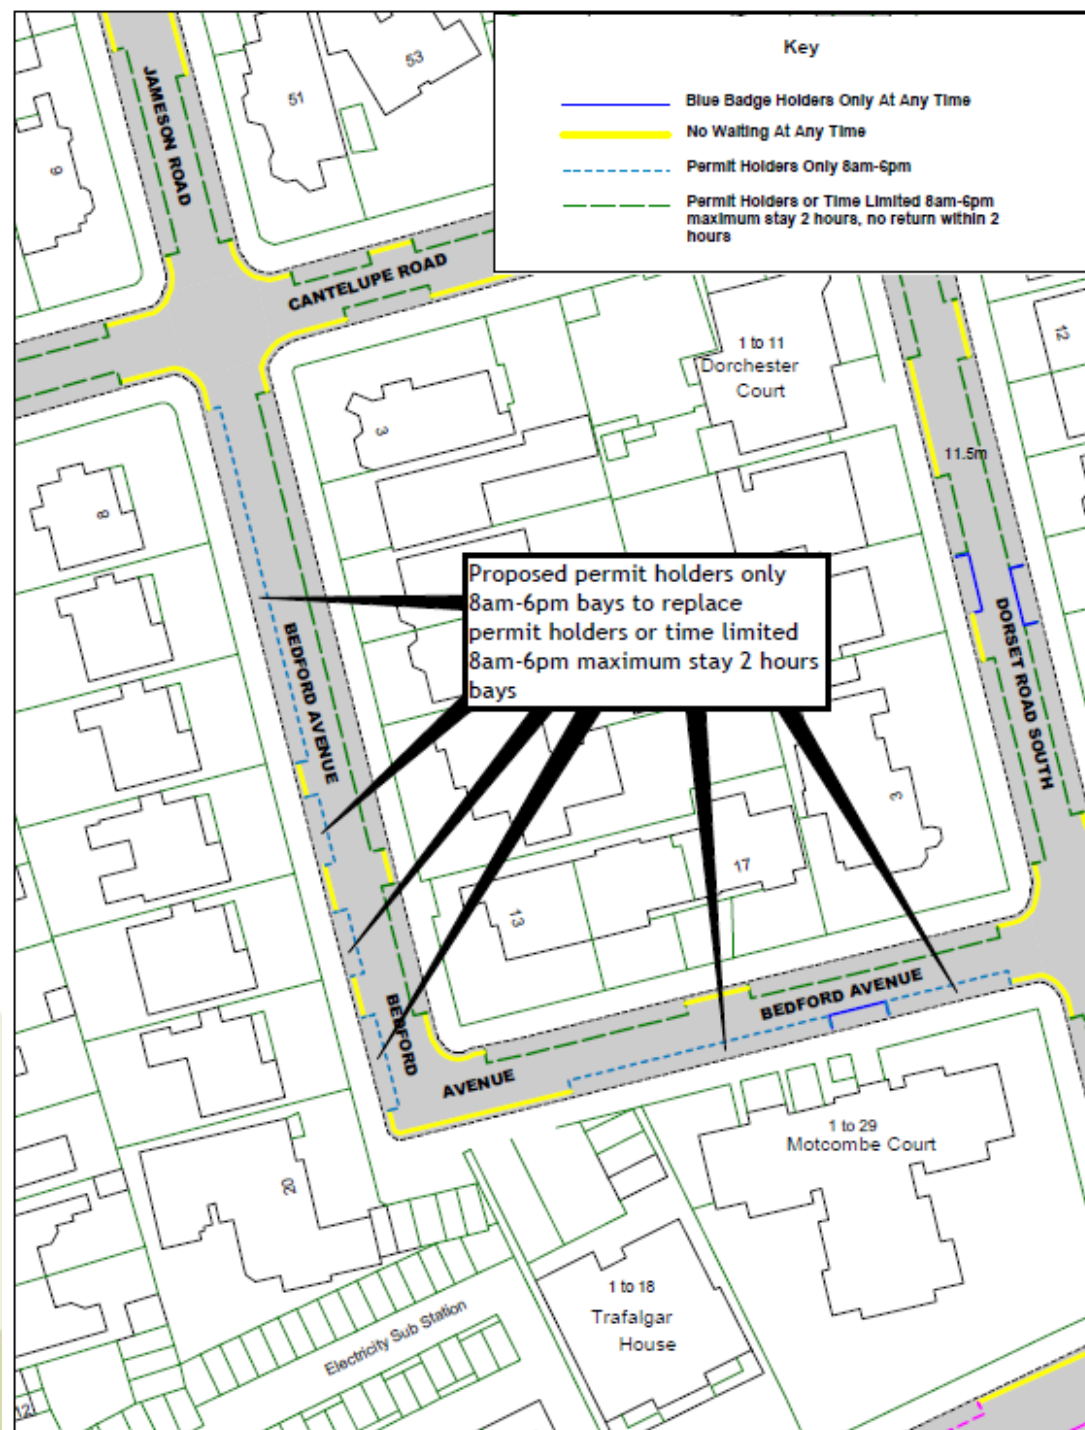 Key
Blue Badge Holders Only At Any Time
No Waiting At Any Time
Permit Holders Only 8am-6pm
Permit Holders or Time Limited 8am-6pm
maximum stay 2 hours, no return within 2
hours
53
51
JAMESON ROAD
9
CANTELUPE ROAD
1 to 11
Dorchester
Court
12
3
11.5m
8
Proposed permit holders only
8am-6pm bays to replace
permit holders or time limited
8am-6pm maximum stay 2 hours
bays
BEDFORD AVENUE
DORSET ROAD SOUTH
3
17
13
BEDFORD AVENUE
BEDFORD
AVENUE
1 to 29
Motcombe Court
20
1 to 18
Trafalgar
House
Electricity Sub Station
12